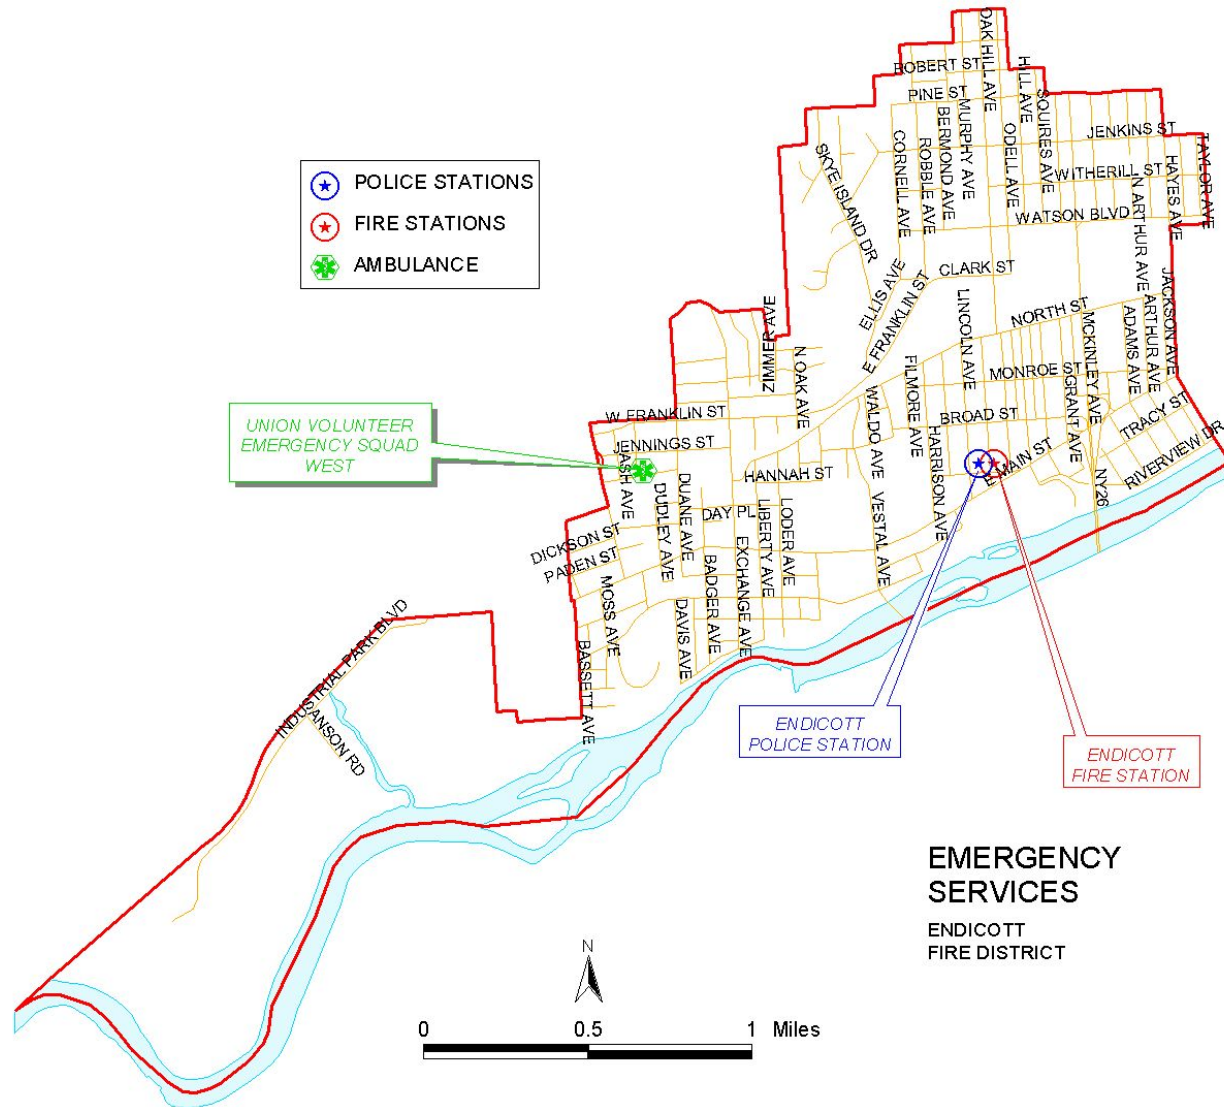 OAK HILL AVE
ROBERT ST
HILL AVE
PINE ST
SQUIRES AVE
MURPHY AVE
BERMOND AVE
ODELL AVE
CORNELL AVE
ROBBLE AVE
JENKINS ST
TAYLOR AVE
SKYE ISLAND DR
WITHERILL ST
HAYES AVE
N ARTHUR AVE
WATSON BLVD
POLICE STATIONS
FIRE STATIONS
AMBULANCE
CLARK ST
ELLIS AVE
E FRANKLIN ST
JACKSON AVE
LINCOLN AVE
NORTH ST
ARTHUR AVE
ADAMS AVE
MCKINLEY AVE
ZIMMER AVE
N OAK AVE
FILMORE AVE
MONROE ST
GRANT AVE
WALDO AVE
BROAD ST
TRACY ST
W FRANKLIN ST
UNION VOLUNTEER
EMERGENCY SQUAD
WEST
JENNINGS ST
HARRISON AVE
E MAIN ST
RIVERVIEW DR
HANNAH ST
NASH AVE
DUANE AVE
DUDLEY AVE
NY26
VESTAL AVE
DAY PL
LIBERTY AVE
LODER AVE
DICKSON ST
PADEN ST
EXCHANGE AVE
BADGER AVE
MOSS AVE
DAVIS AVE
BASSETT AVE
INDUSTRIAL PARK BLVD
ANSON RD
ENDICOTT
POLICE STATION
ENDICOTT
FIRE STATION
EMERGENCY
SERVICES
ENDICOTT
FIRE DISTRICT
N
0 0.5 1 Miles